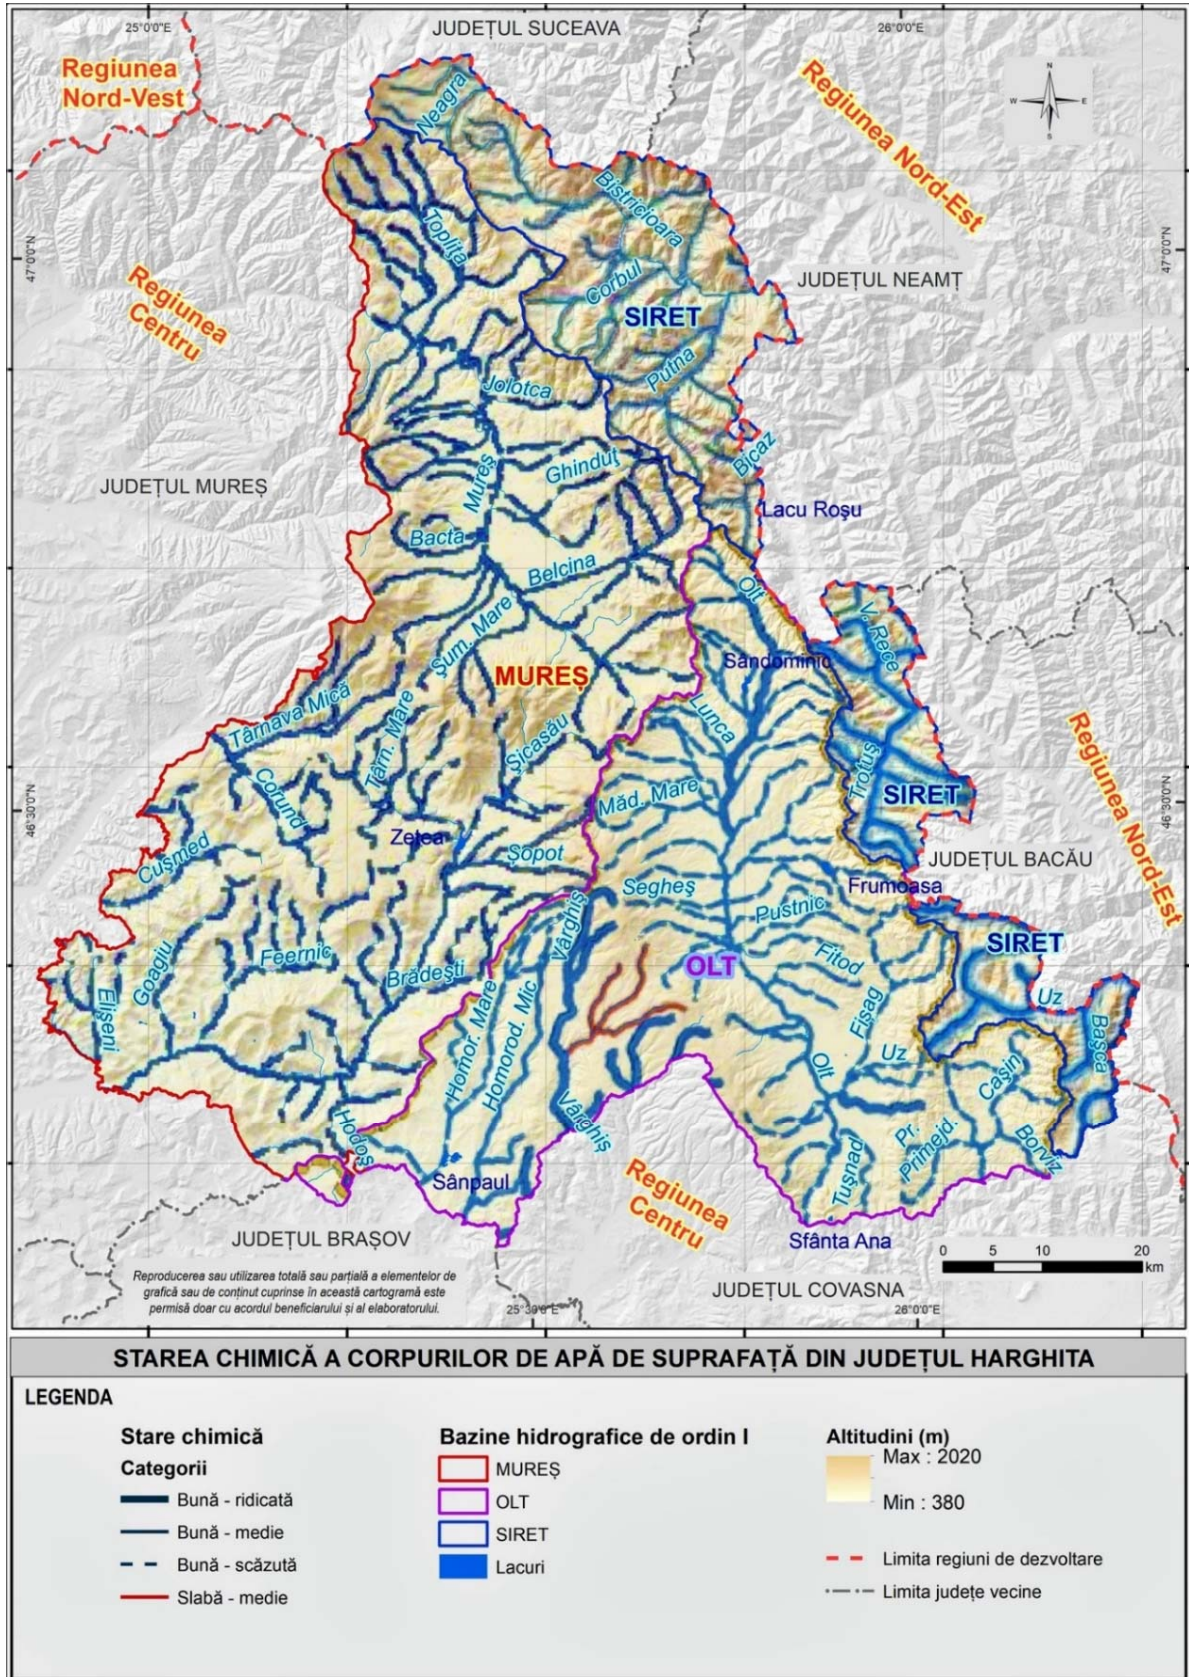 25°0'0"E
26°0'0"E
JUDEȚUL SUCEAVA
Regiunea
Nord-Vest
Regiunea Nord-Est
N
W
E
S
Neagra
Bistricioara
Toplița
Corbul
47°0'0"N
47°0'0"N
JUDEȚUL NEAMȚ
Regiunea
Centru
SIRET
Putna
Jolotca
Bicaz
Ghinduț
Mureș
JUDEȚUL MUREȘ
Lacu Roșu
Bacta
Belcina
Olt
V. Rece
Șum. Mare
Sandominic
MUREȘ
Târnava Mică
Lunca
Târn. Mare
Șicasău
Trotuș
Regiunea Nord-Est
Corund
Măd. Mare
SIRET
46°30'0"N
46°30'0"N
Zetea
Cușmed
Șopot
JUDEȚUL BACĂU
Segheș
Frumoasa
Vârghiș
Pustnic
Feernic
Goagiu
Brădești
OLT
Fitod
SIRET
Elișeni
Homor. Mare
Homorod. Mic
Fișag
Uz
Uz
Bașca
Olt
Cașin
Hodoș
Vârghiș
Pr.
Primejd.
Borviz
Tușnad
Sânpaul
Regiunea
Centru
JUDEȚUL BRAȘOV
Sfânta Ana
0 5 10 20
km
Reproducerea sau utilizarea totală sau parțială a elementelor de
grafică sau de conținut cuprinse în această cartogramă este
permisă doar cu acordul beneficiarului și al elaboratorului.
JUDEȚUL COVASNA
25°30'0"E
26°0'0"E
STAREA CHIMICĂ A CORPURILOR DE APĂ DE SUPRAFAȚĂ DIN JUDEȚUL HARGHITA
LEGENDA
Stare chimică
Categorii
Bună - ridicată
Bună - medie
Bună - scăzută
Slabă - medie
Bazine hidrografice de ordin I
MUREȘ
OLT
SIRET
Lacuri
Altitudini (m)
Max : 2020
Min : 380
Limita regiuni de dezvoltare
Limita județe vecine